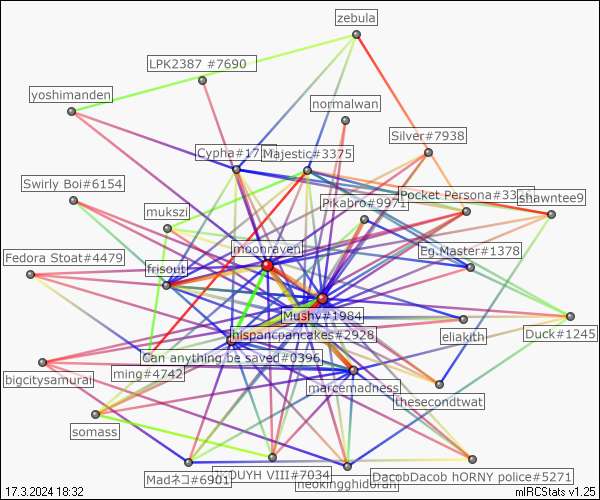 zebula
LPK2387 #7690
yoshimanden
normalwan
Silver#7938
Cypha#17
Majestic#3375
Swirly Boi#6154
Pikabro#9971
Pocket Persona#33
shawntee9
mukszi
moonraven
Eg.Master#1378
Fedora Stoat#4479
frisout
Mushy#1984
hispancpancakes#2928
eliakith
Duck#1245
Can anything be saved#0396
ming#4742
bigcitysamurai
marcemadness
thesecondtwat
somass
Madネコ#6901
OUYH VIII#7034
neokingghidorah
DacobDacob hORNY police#5271
17.3.2024 18:32
mIRCStats v1.25